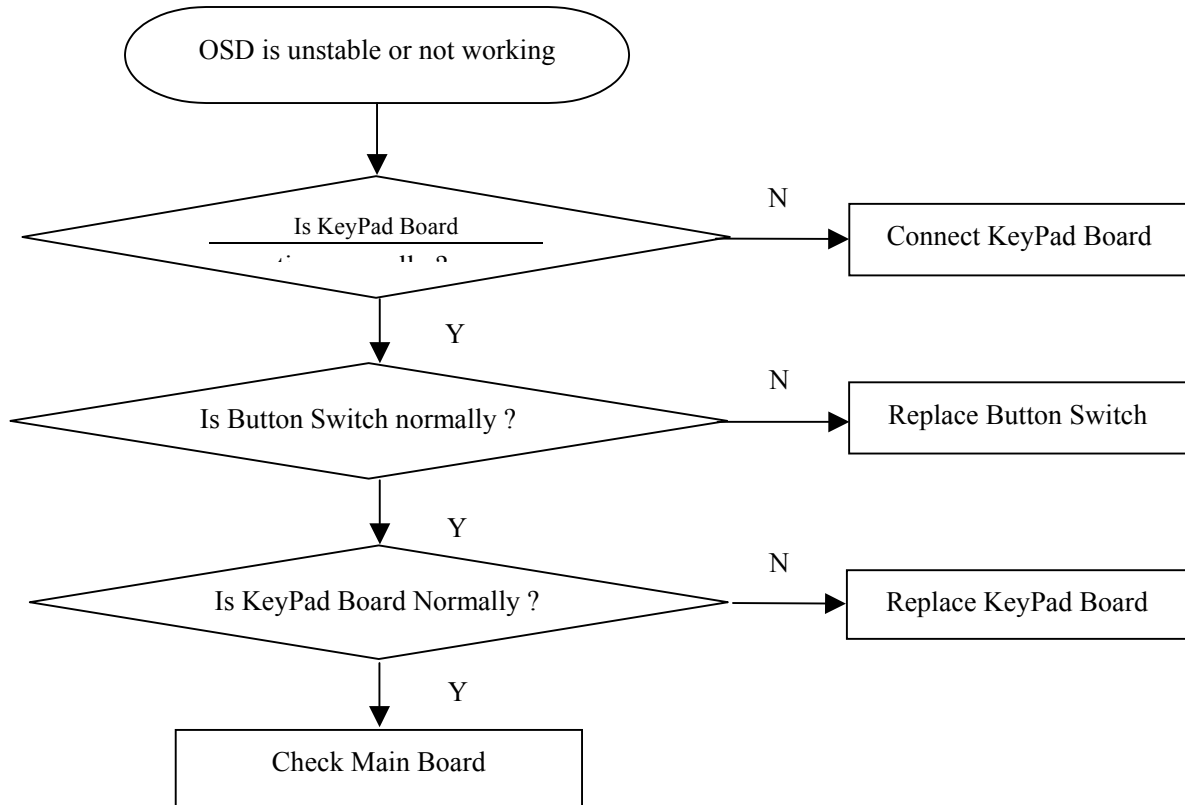 OSD is unstable or not working
Is KeyPad Board
N
Connect KeyPad Board
Y
Is Button Switch normally ?
N
Replace Button Switch
Y
Is KeyPad Board Normally ?
N
Replace KeyPad Board
Y
Check Main Board